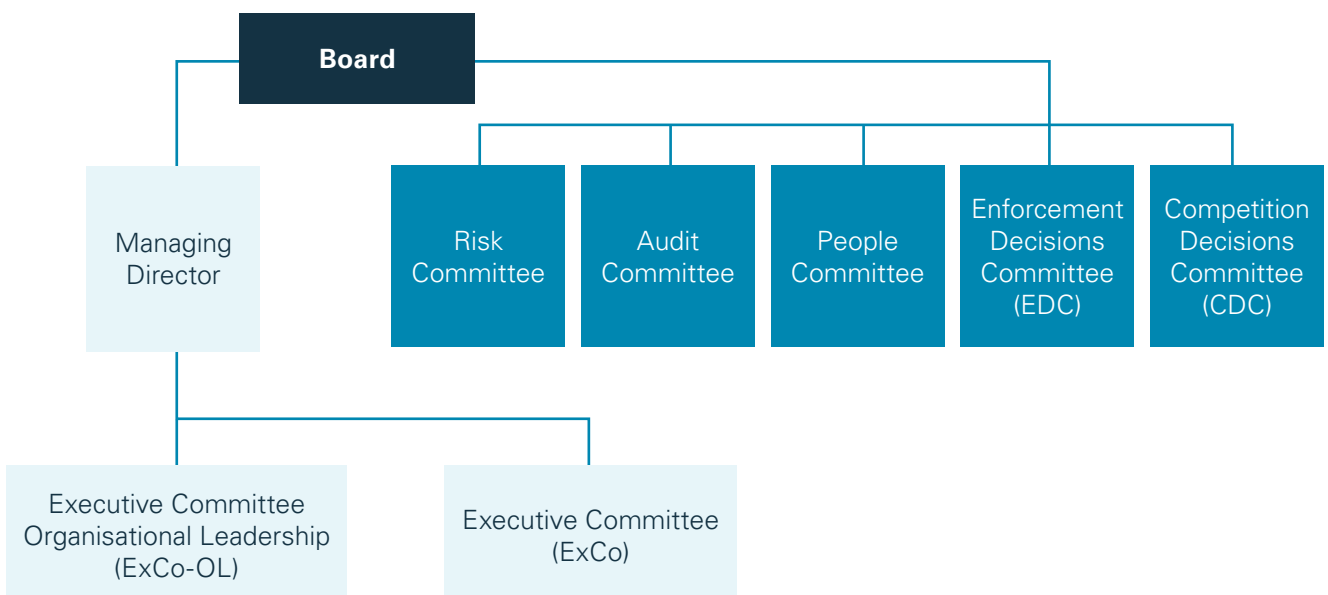 Board
Managing
Director
Risk
Committee
Audit
Committee
People
Committee
Enforcement
Decisions
Committee
(EDC)
Competition
Decisions
Committee
(CDC)
Executive Committee
Organisational Leadership
(ExCo-OL)
Executive Committee
(ExCo)